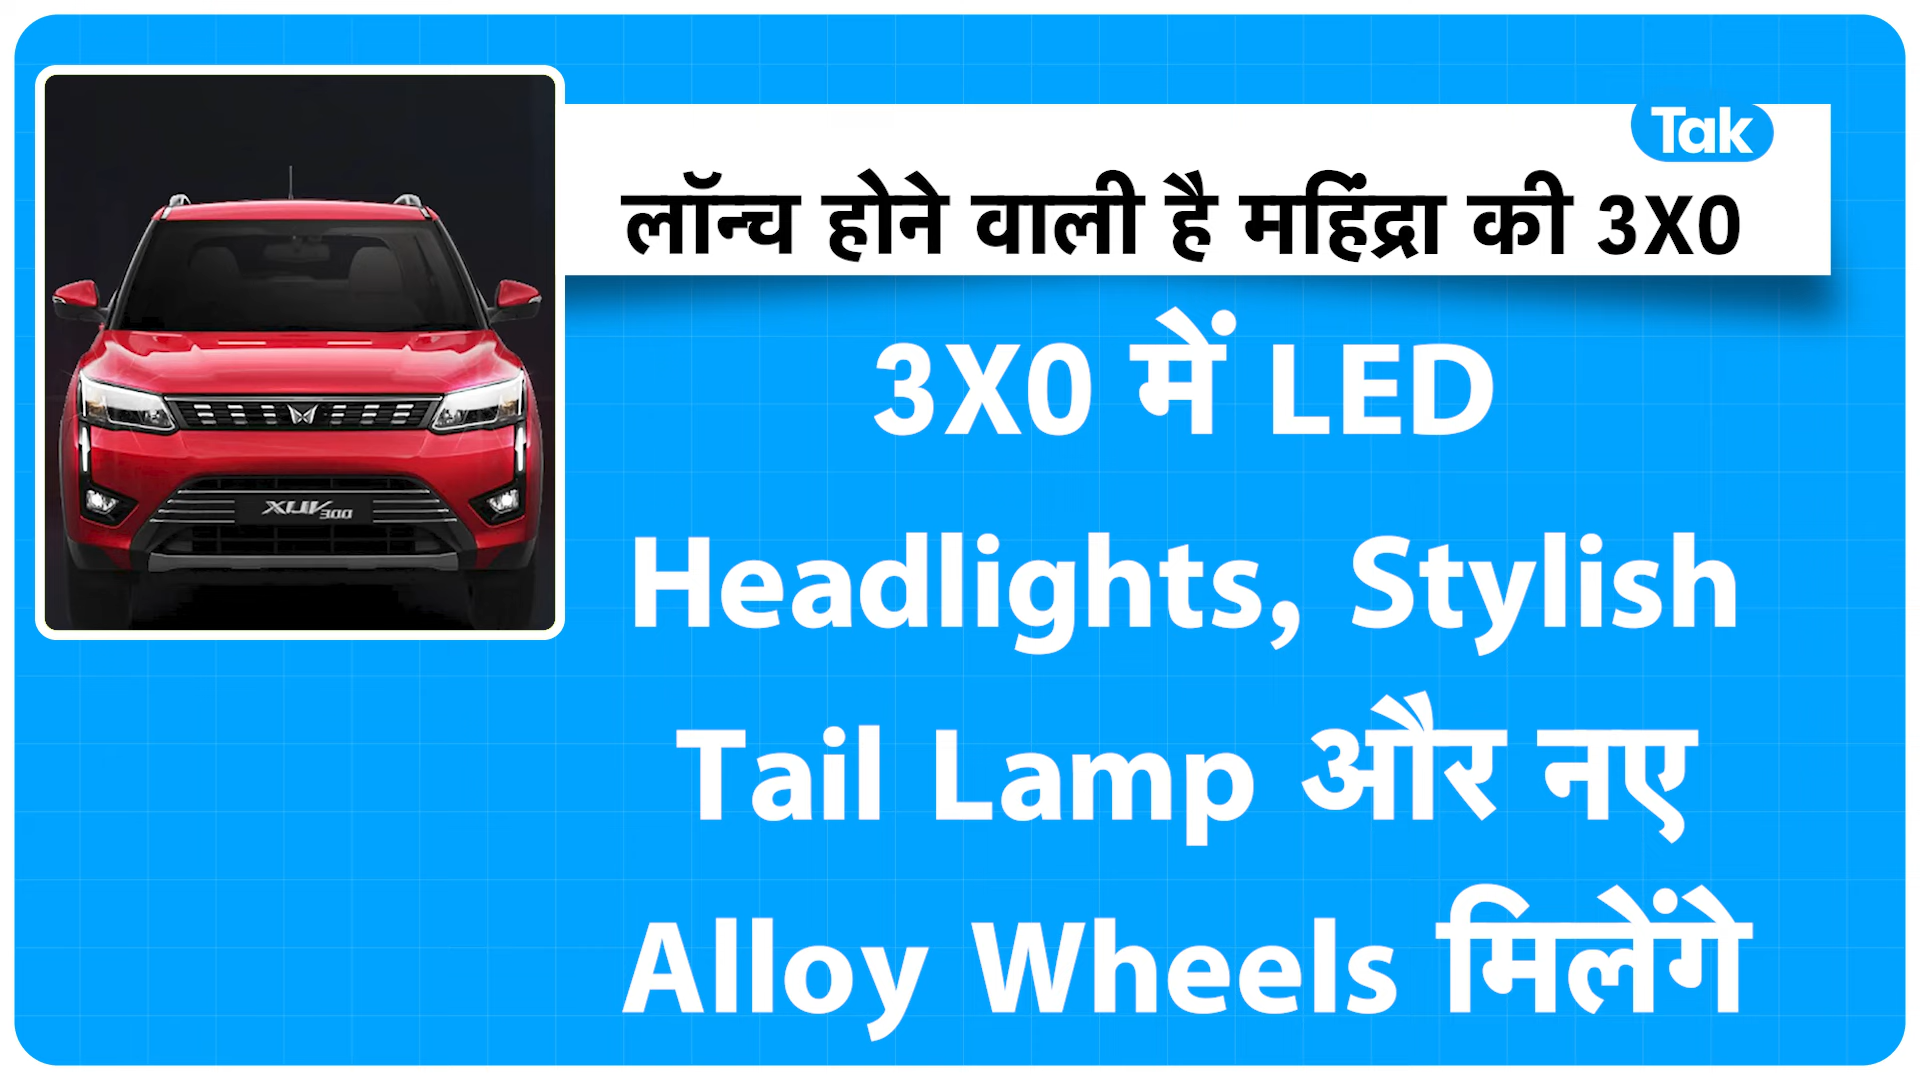 Tak
लॉन्च होने वाली है महिंद्रा की 3X0
3X0 में LED
Headlights, Stylish
Tail Lamp और नए
Alloy Wheels मिलेंगे
XUV300